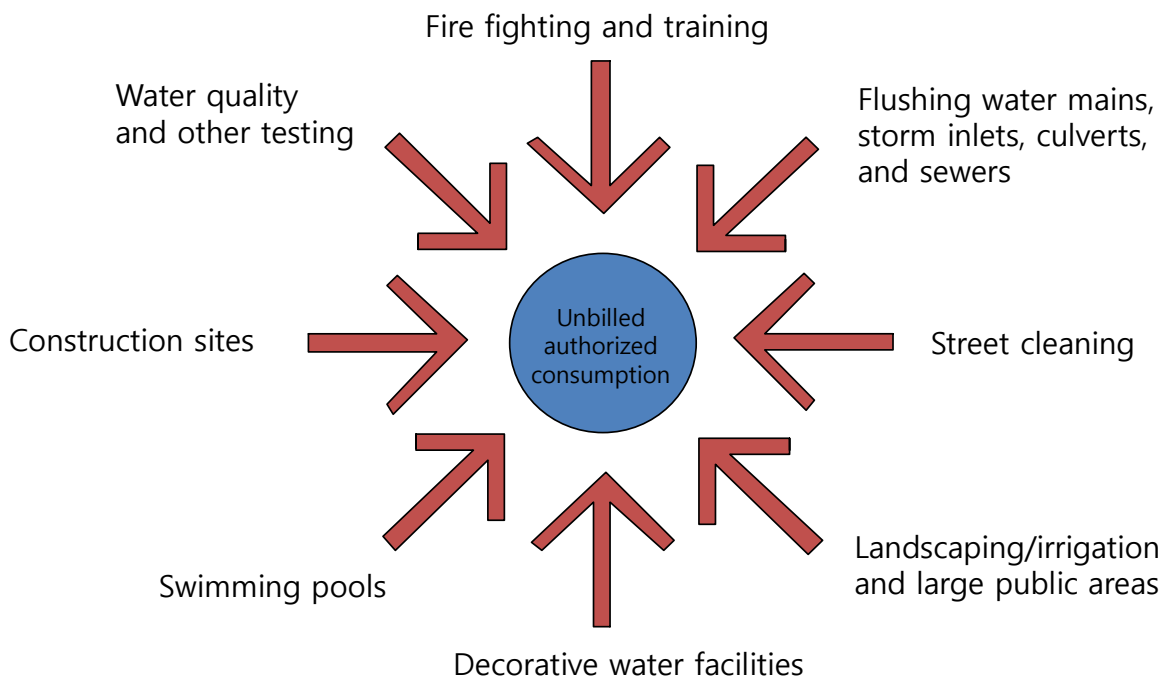 Fire fighting and training
Water quality
and other testing
Flushing water mains,
storm inlets, culverts,
and sewers
Construction sites
Unbilled
authorized
consumption
Street cleaning
Swimming pools
Landscaping/irrigation
and large public areas
Decorative water facilities